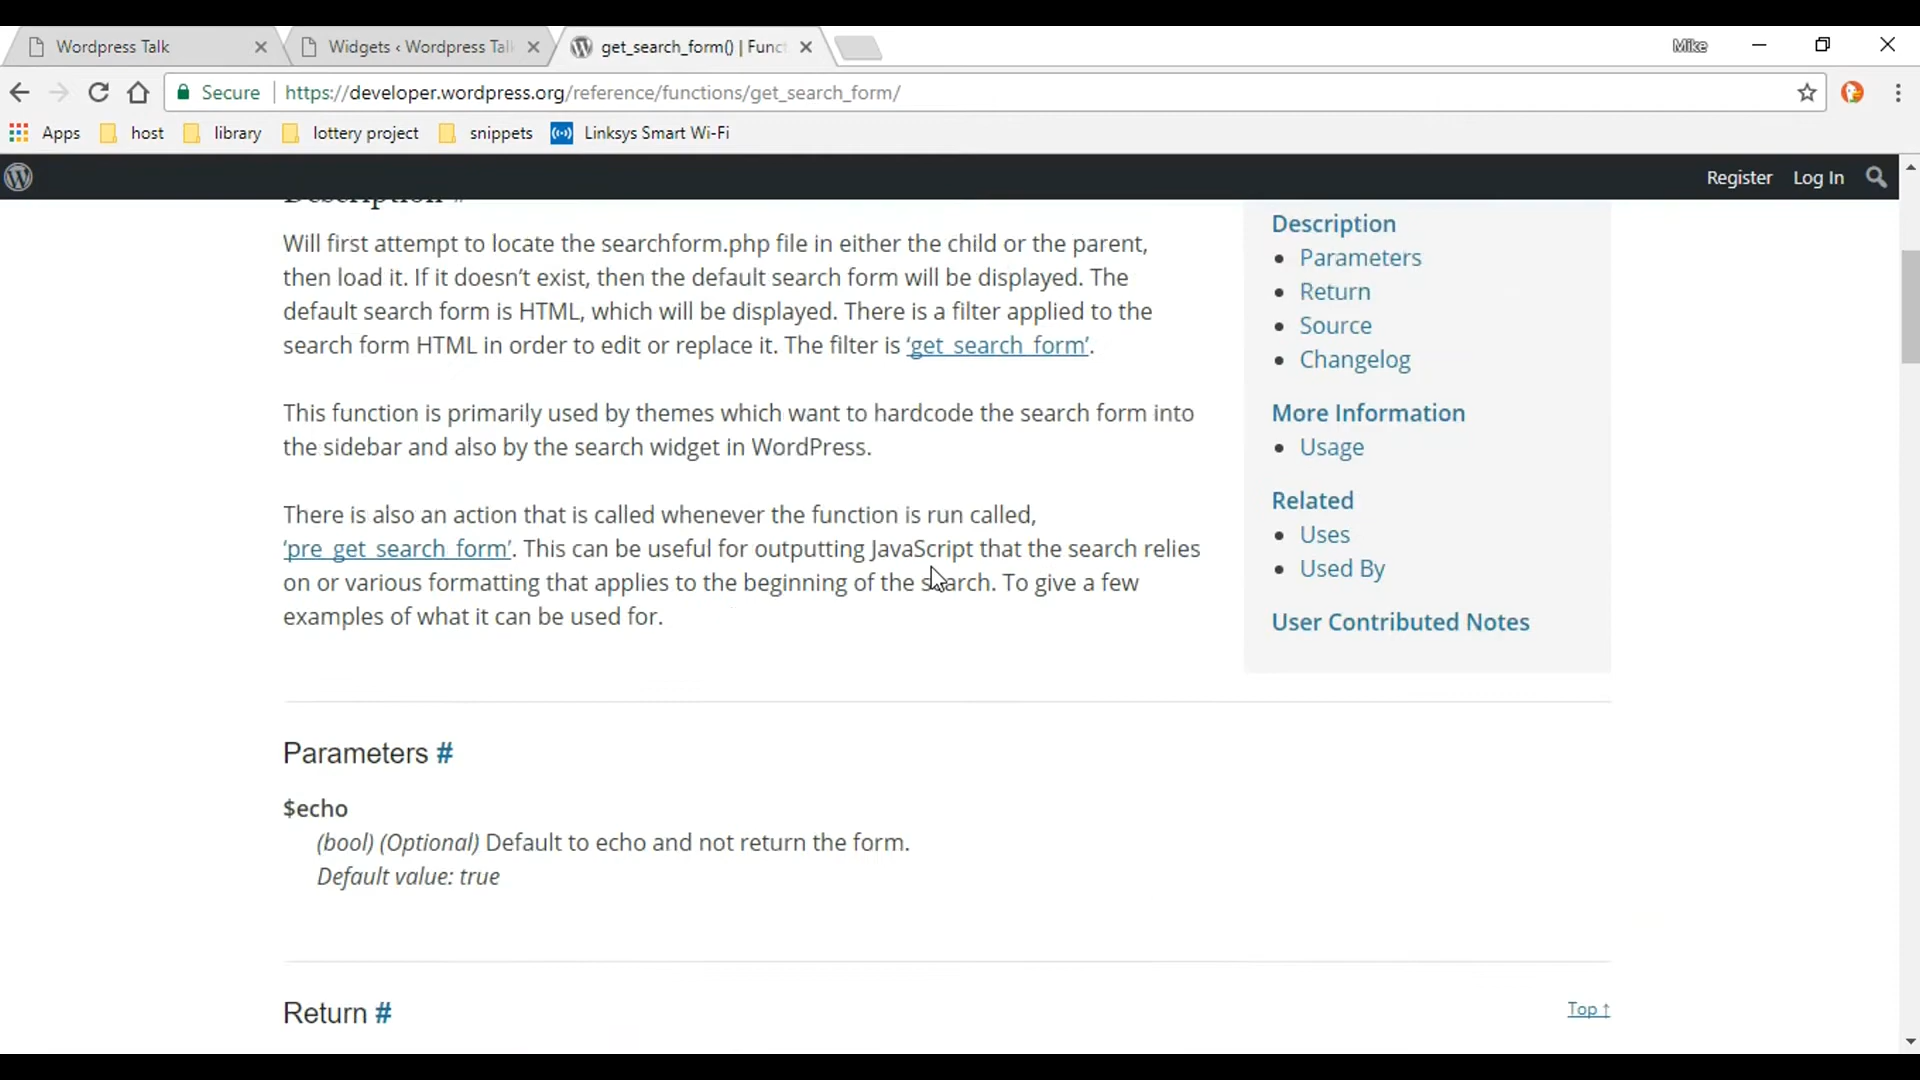 Wordpress Talk
Widgets ‹ Wordpress Tal
get_search_form() | Func
Mike
Secure
https://developer.wordpress.org/reference/functions/get_search_form/
Apps
host
library
lottery project
snippets
Linksys Smart Wi-Fi
Register
Log In
Description #
Will first attempt to locate the searchform.php file in either the child or the parent,
then load it. If it doesn’t exist, then the default search form will be displayed. The
default search form is HTML, which will be displayed. There is a filter applied to the
search form HTML in order to edit or replace it. The filter is ‘get_search_form’.
This function is primarily used by themes which want to hardcode the search form into
the sidebar and also by the search widget in WordPress.
There is also an action that is called whenever the function is run called,
‘pre_get_search_form’. This can be useful for outputting JavaScript that the search relies
on or various formatting that applies to the beginning of the search. To give a few
examples of what it can be used for.
Description
Parameters
Return
Source
Changelog
More Information
Usage
Related
Uses
Used By
User Contributed Notes
Parameters #
$echo
(bool) (Optional) Default to echo and not return the form.
Default value: true
Return #
Top ↑